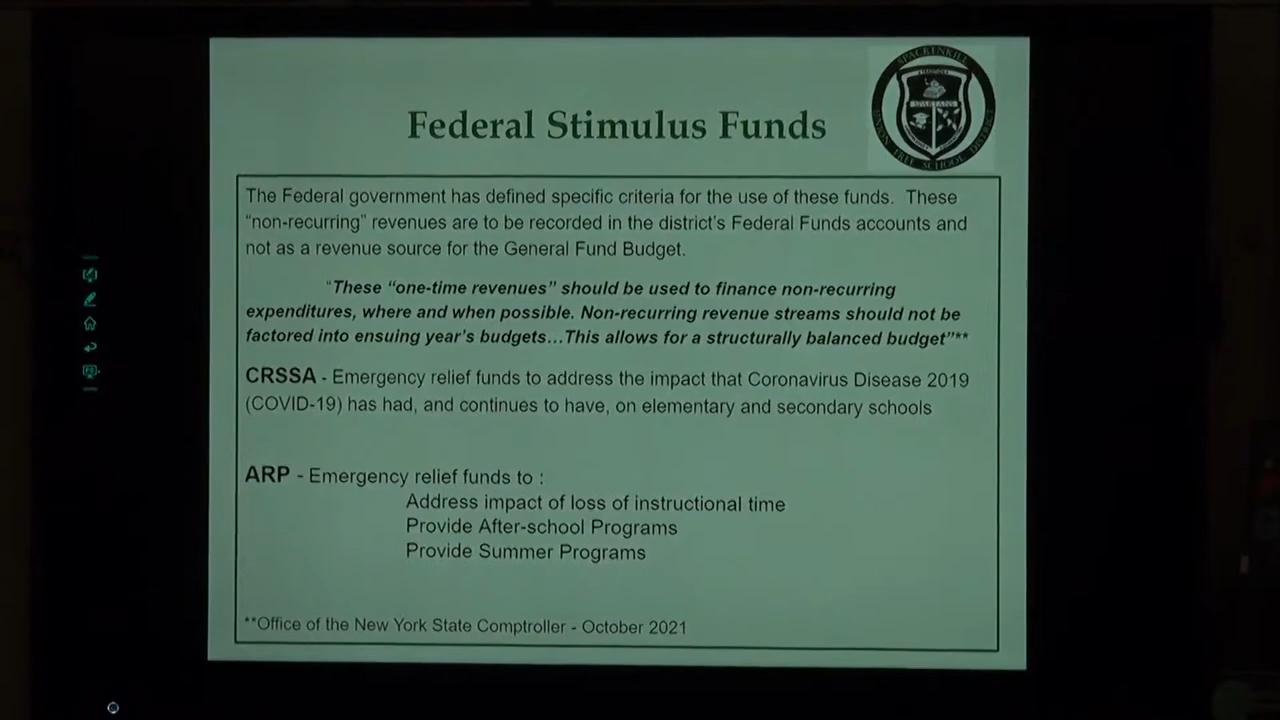 SPACKENKILL
SPARTANS
UNION FREE SCHOOL DISTRICT
Federal Stimulus Funds
The Federal government has defined specific criteria for the use of these funds.  These
“non-recurring” revenues are to be recorded in the district’s Federal Funds accounts and
not as a revenue source for the General Fund Budget.
“These “one-time revenues” should be used to finance non-recurring
expenditures, where and when possible. Non-recurring revenue streams should not be
factored into ensuing year’s budgets…This allows for a structurally balanced budget”**
CRSSA - Emergency relief funds to address the impact that Coronavirus Disease 2019
(COVID-19) has had, and continues to have, on elementary and secondary schools
ARP - Emergency relief funds to :
Address impact of loss of instructional time
Provide After-school Programs
Provide Summer Programs
**Office of the New York State Comptroller - October 2021